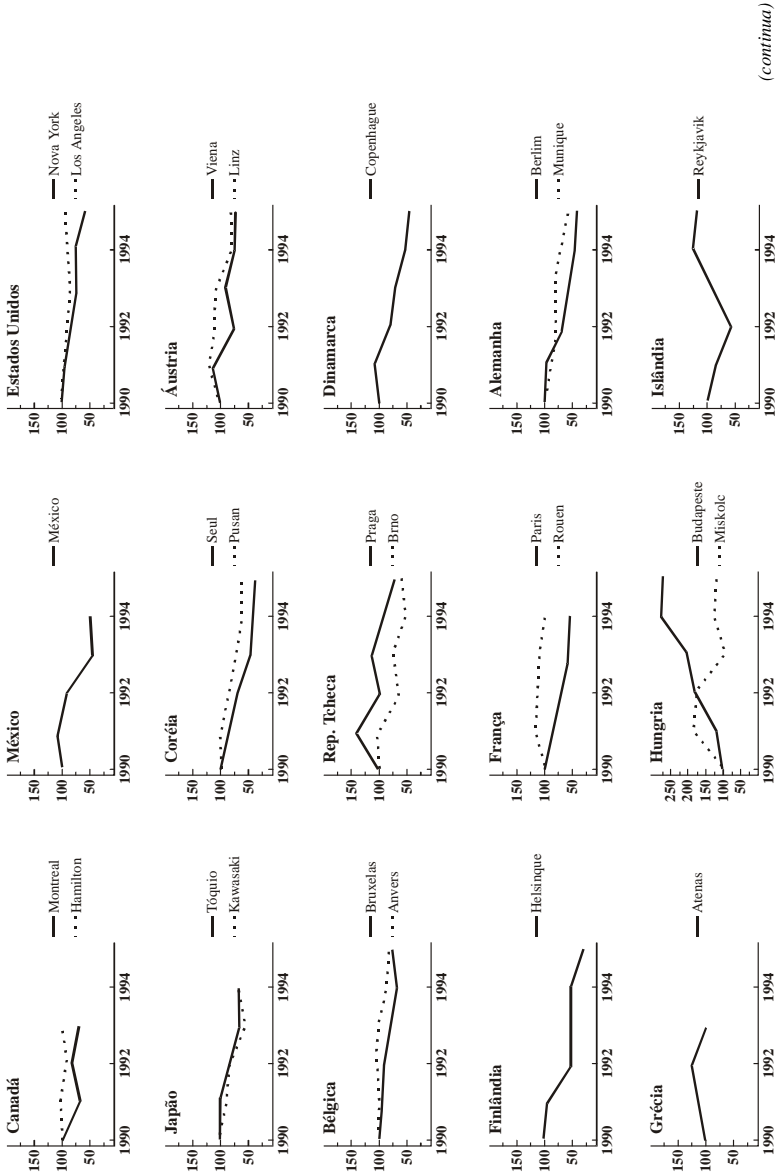 Canadá
150
100
50
1990 1992 1994
Montreal
Hamilton
México
150
100
50
1990 1992 1994
México
Estados Unidos
150
100
50
1990 1992 1994
Nova York
Los Angeles
Japão
150
100
50
1990 1992 1994
Tóquio
Kawasaki
Coréia
150
100
50
1990 1992 1994
Seul
Pusan
Áustria
150
100
50
1990 1992 1994
Viena
Linz
Bélgica
150
100
50
1990 1992 1994
Bruxelas
Anvers
Rep. Tcheca
150
100
50
1990 1992 1994
Praga
Brno
Dinamarca
150
100
50
1990 1992 1994
Copenhague
Finlândia
150
100
50
1990 1992 1994
Helsinque
França
150
100
50
1990 1992 1994
Paris
Rouen
Alemanha
150
100
50
1990 1992 1994
Berlim
Munique
Grécia
150
100
50
1990 1992 1994
Atenas
Hungria
250
200
150
100
50
1990 1992 1994
Budapeste
Miskolc
Islândia
150
100
50
1990 1992 1994
Reykjavik
(continua)